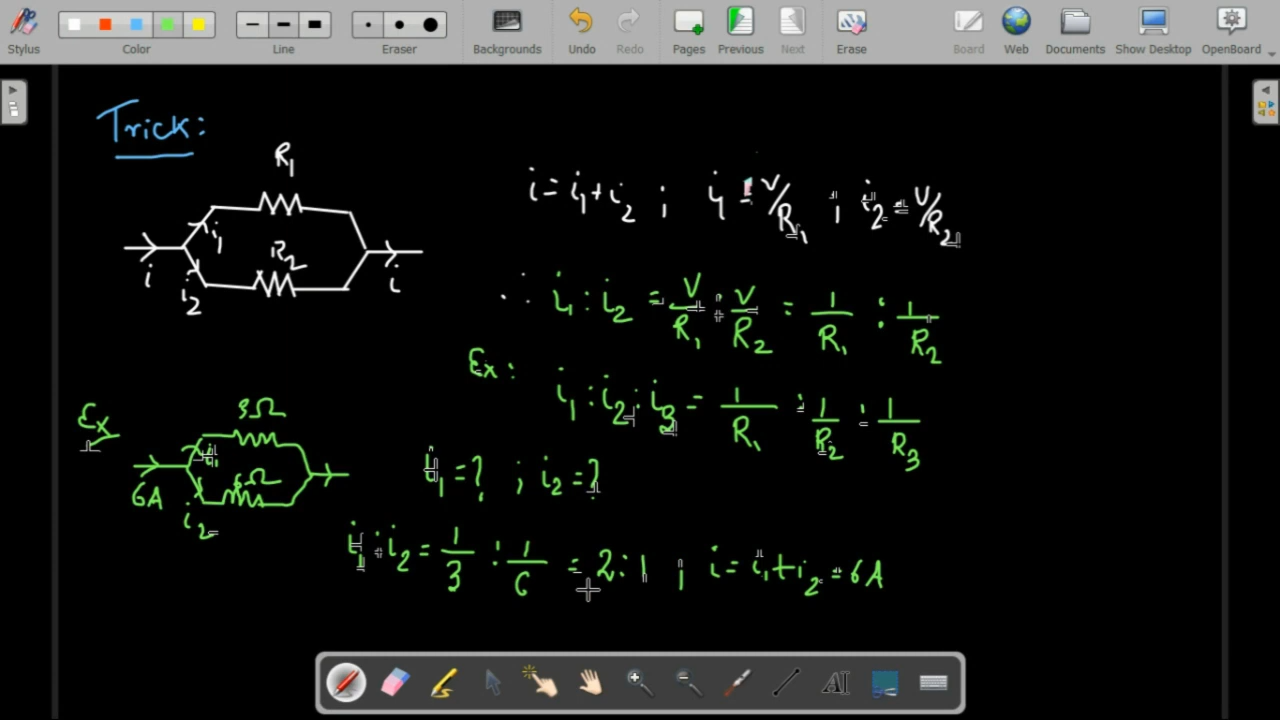 Stylus Color Line Eraser Backgrounds Undo Redo Pages Previous Next Erase Board Web Documents Show Desktop OpenBoard
Trick:
R₁
i = i₁ + i₂ ; i₁ = V/R₁ ; i₂ = V/R₂
i₁
R₂
i
i₂
i
∴ i₁ : i₂ = V/R₁ : V/R₂ = 1/R₁ : 1/R₂
Ex: i₁ : i₂ : i₃ = 1/R₁ : 1/R₂ : 1/R₃
Ex
3Ω
i₁
6Ω
6A
i₂
i₁ = ? ; i₂ = ?
i₁ : i₂ = 1/3 : 1/6 = 2 : 1 ; i = i₁ + i₂ = 6A
AI